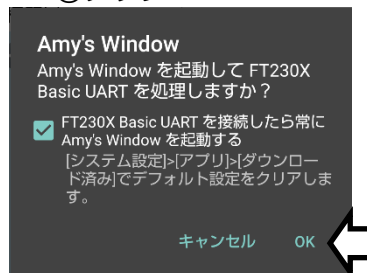 Amy's Window
Amy's Window を起動して FT230X
Basic UART を処理しますか？
FT230X Basic UART を接続したら常に
Amy's Window を起動する
[システム設定]>[アプリ]>[ダウンロー
ド済み]でデフォルト設定をクリアしま
す。
キャンセル OK